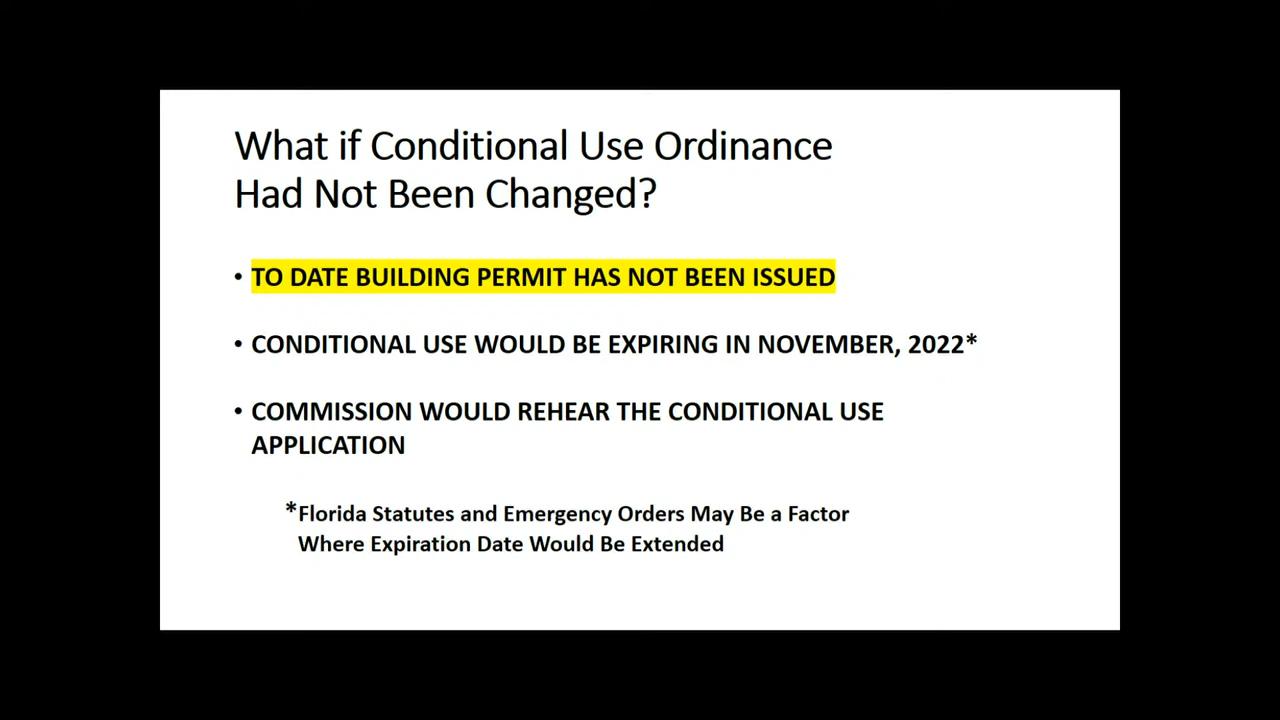 What if Conditional Use Ordinance
Had Not Been Changed?
• TO DATE BUILDING PERMIT HAS NOT BEEN ISSUED
• CONDITIONAL USE WOULD BE EXPIRING IN NOVEMBER, 2022*
• COMMISSION WOULD REHEAR THE CONDITIONAL USE
APPLICATION
*Florida Statutes and Emergency Orders May Be a Factor
Where Expiration Date Would Be Extended